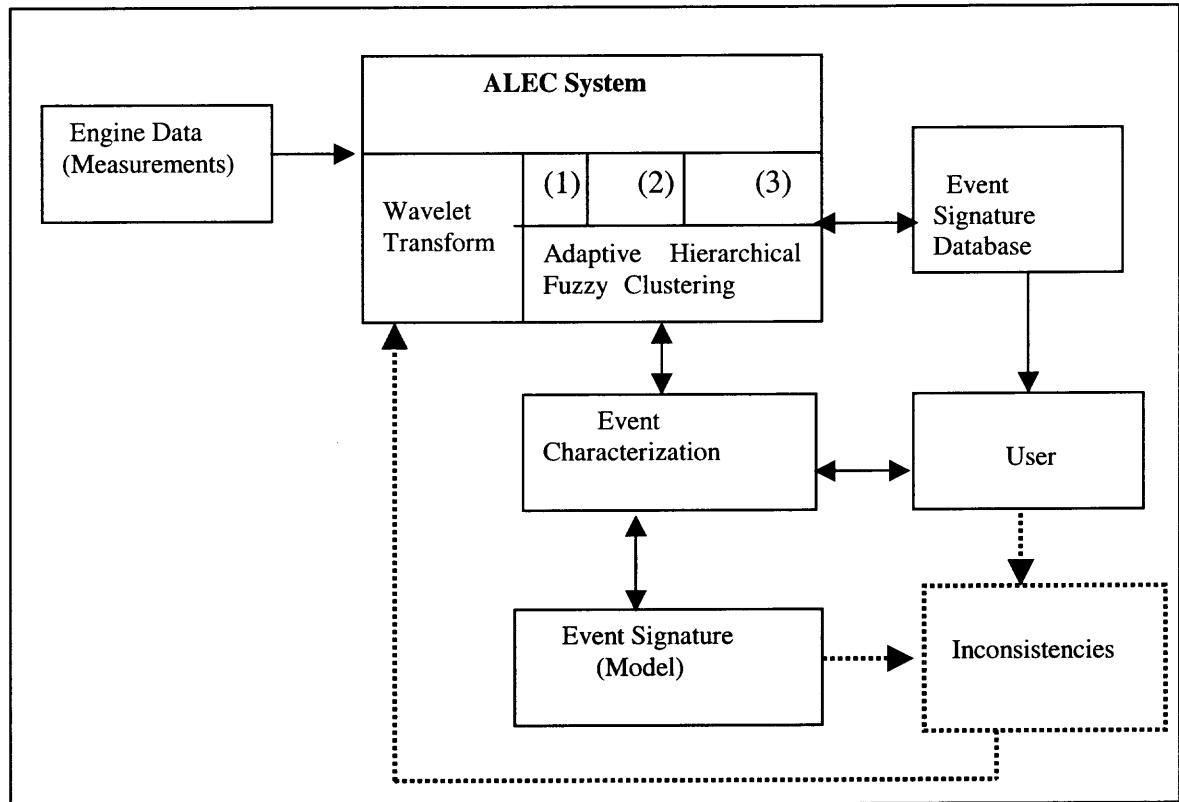 ALEC System
Engine Data
(Measurements)
Wavelet
Transform
(1)
(2)
(3)
Adaptive Hierarchical
Fuzzy Clustering
Event
Signature
Database
Event
Characterization
User
Event Signature
(Model)
Inconsistencies